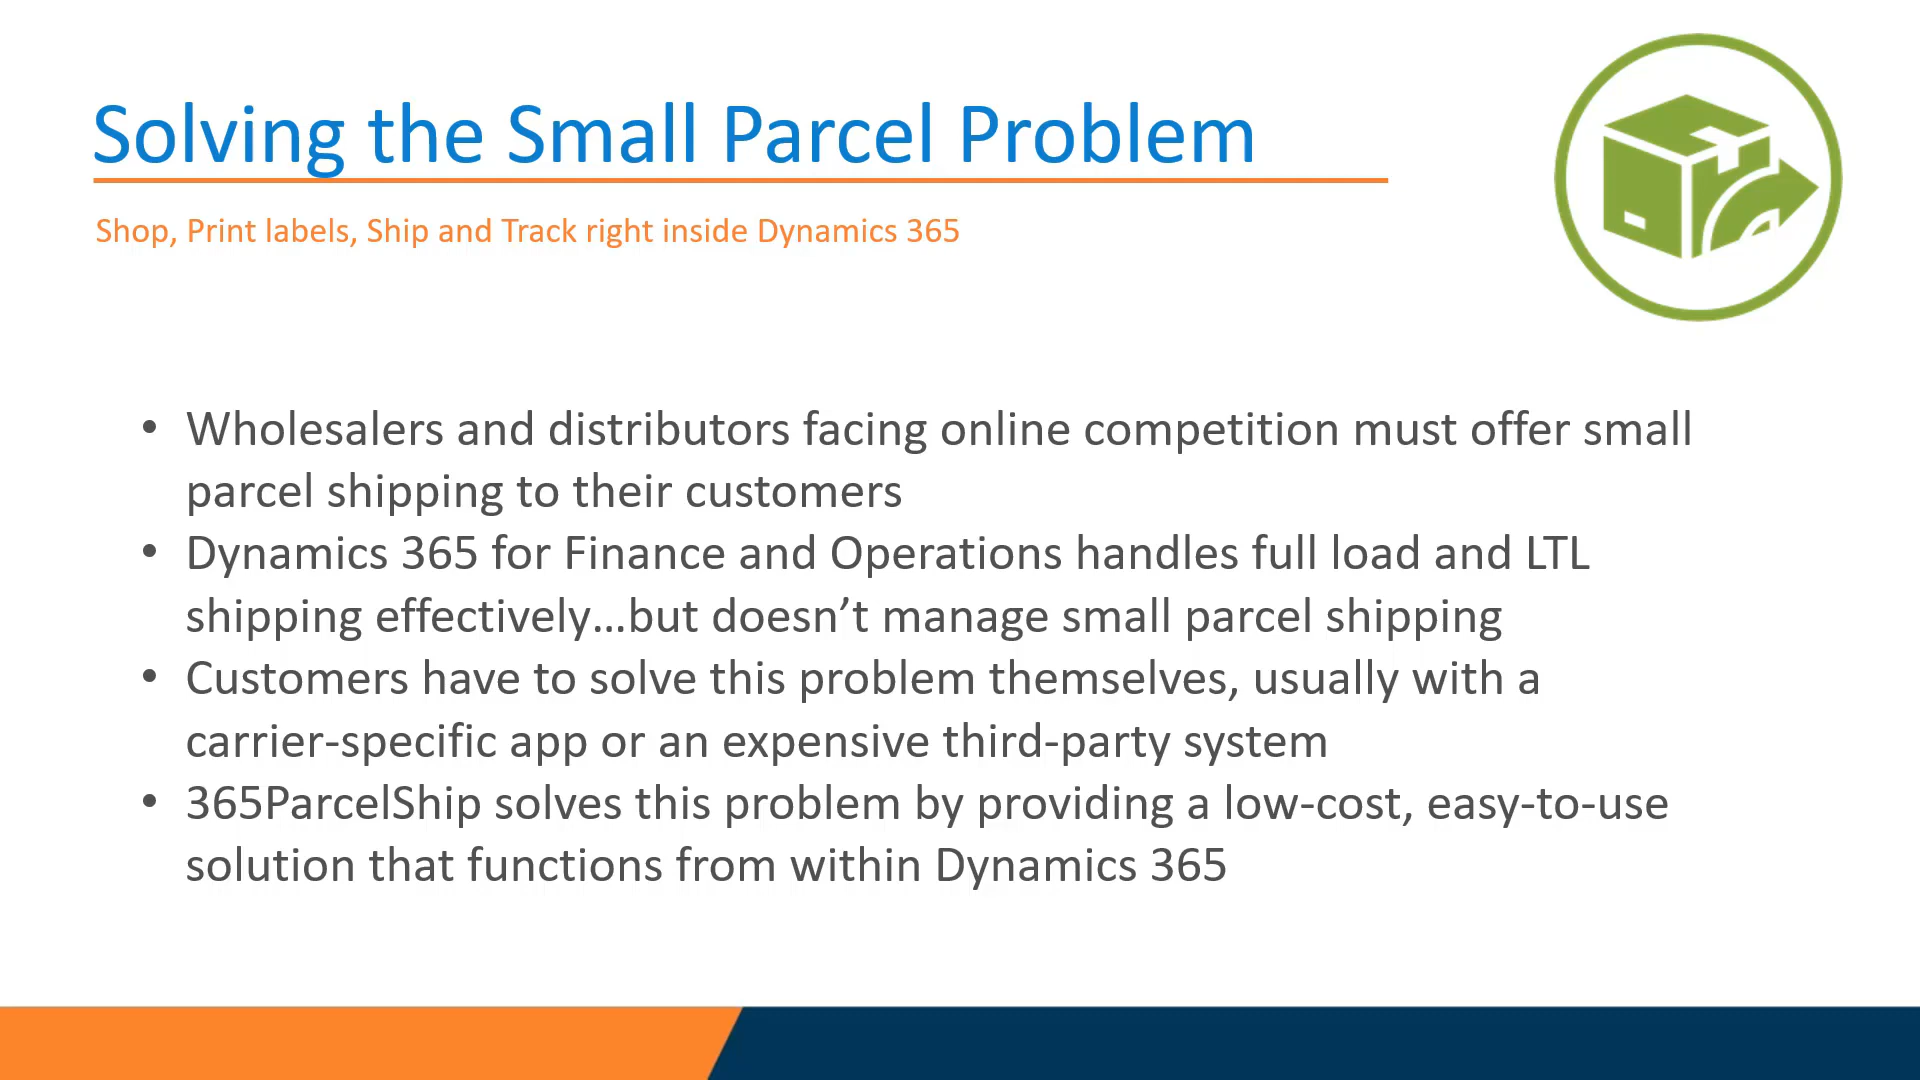 Solving the Small Parcel Problem
Shop, Print labels, Ship and Track right inside Dynamics 365
• Wholesalers and distributors facing online competition must offer small
parcel shipping to their customers
• Dynamics 365 for Finance and Operations handles full load and LTL
shipping effectively…but doesn’t manage small parcel shipping
• Customers have to solve this problem themselves, usually with a
carrier-specific app or an expensive third-party system
• 365ParcelShip solves this problem by providing a low-cost, easy-to-use
solution that functions from within Dynamics 365